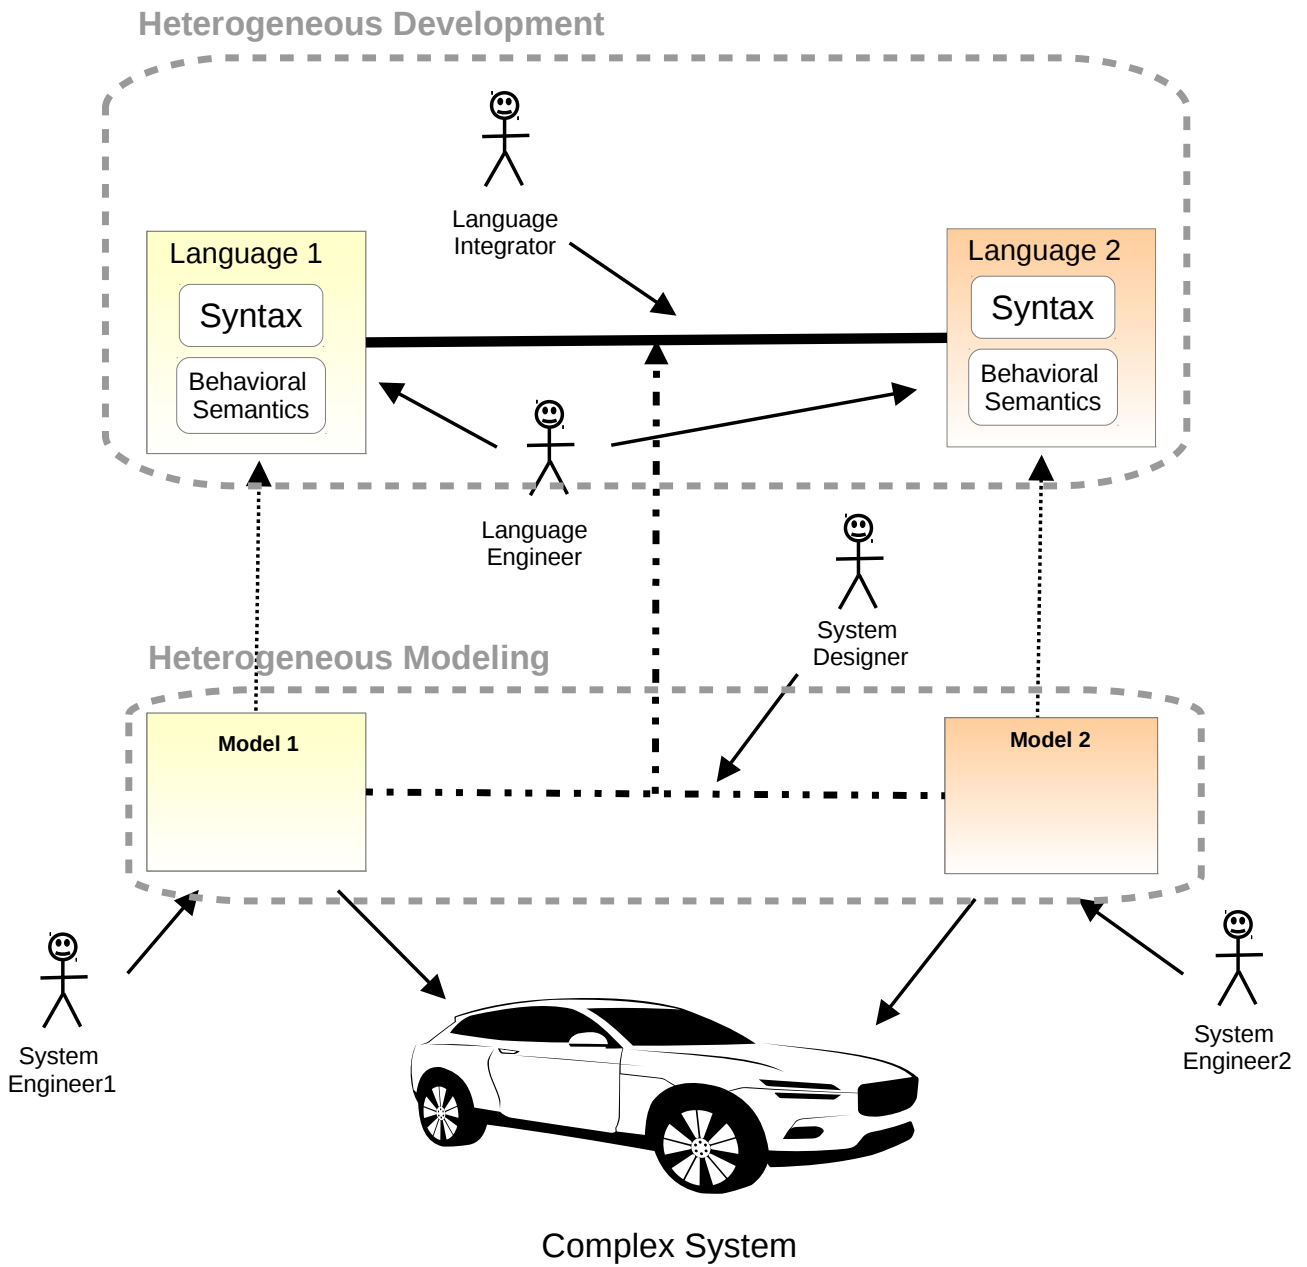 Heterogeneous Development
Language
Integrator
Language 1
Syntax
Behavioral
Semantics
Language 2
Syntax
Behavioral
Semantics
Language
Engineer
System
Designer
Heterogeneous Modeling
Model 1
Model 2
System
Engineer1
System
Engineer2
Complex System